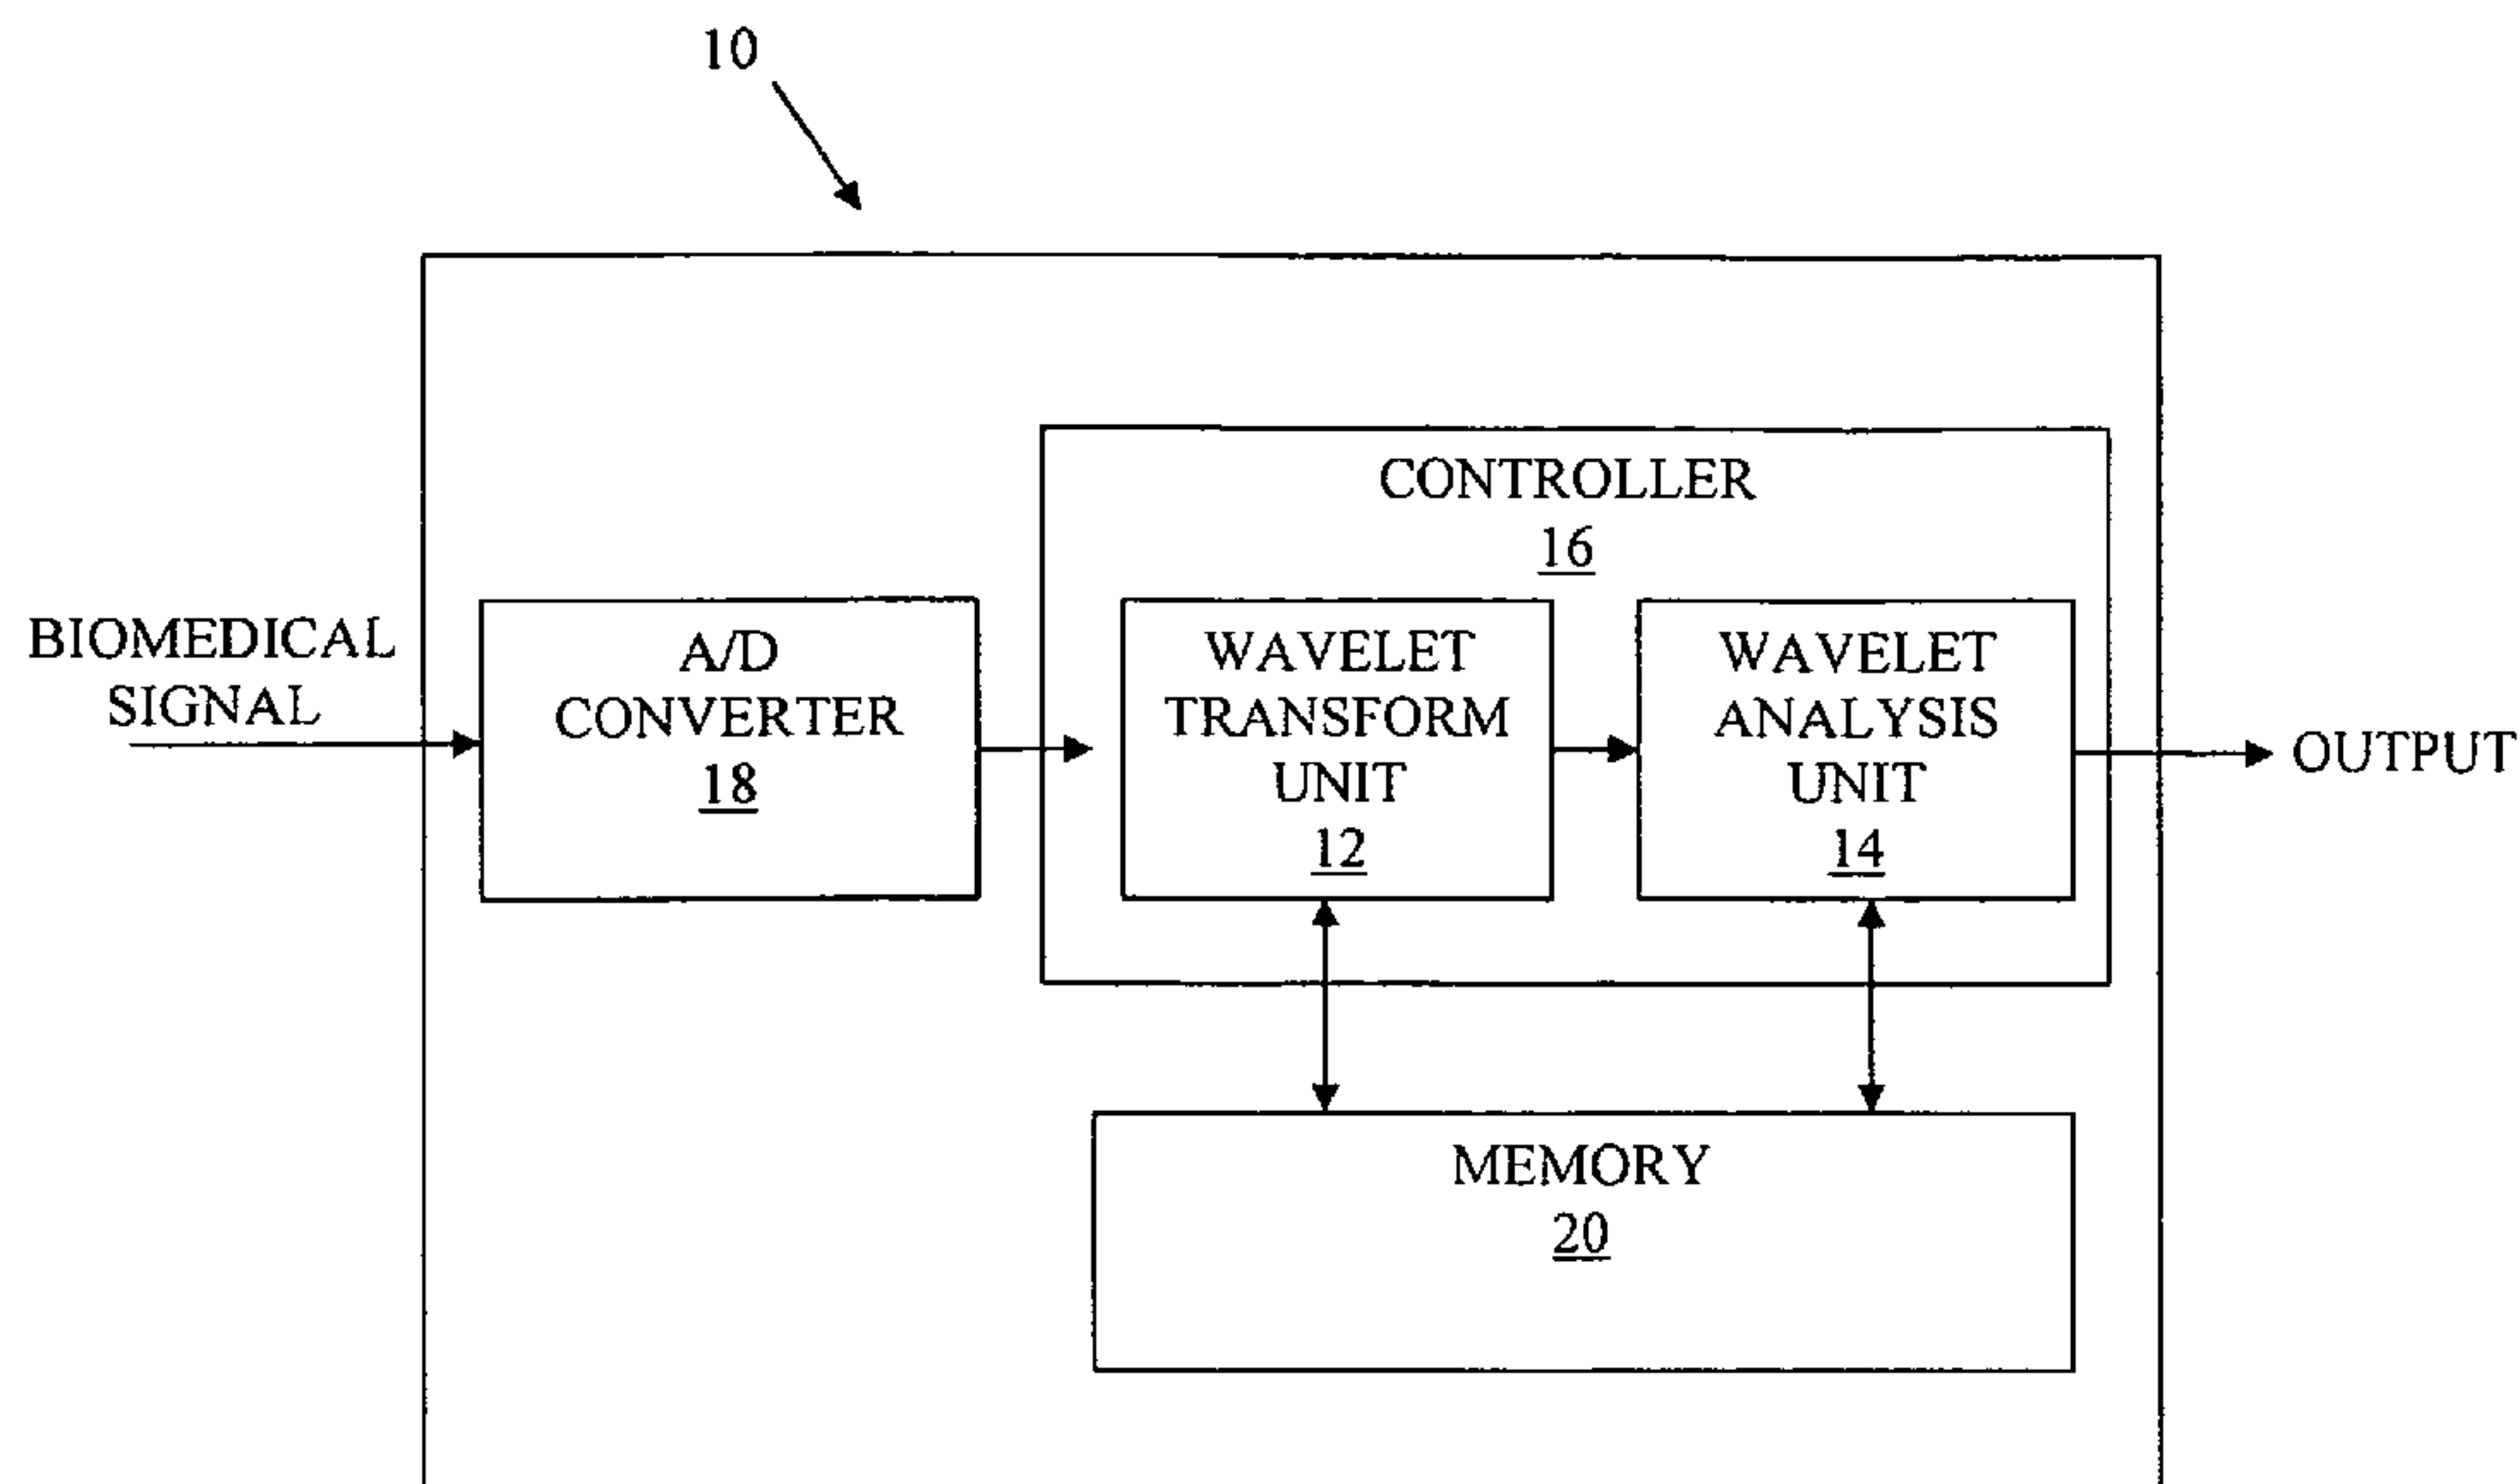 10
CONTROLLER
16
BIOMEDICAL
SIGNAL
A/D
CONVERTER
18
WAVELET
TRANSFORM
UNIT
12
WAVELET
ANALYSIS
UNIT
14
OUTPUT
MEMORY
20